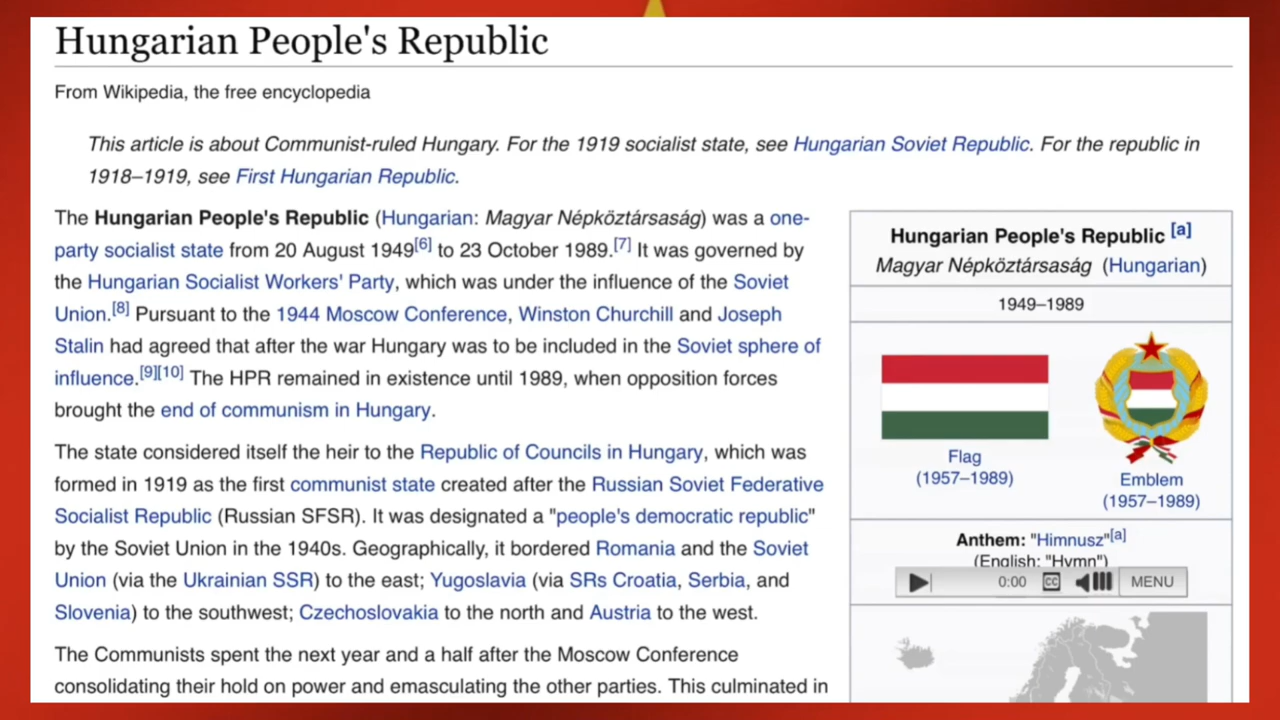 Hungarian People's Republic
From Wikipedia, the free encyclopedia
This article is about Communist-ruled Hungary. For the 1919 socialist state, see Hungarian Soviet Republic. For the republic in
1918–1919, see First Hungarian Republic.
The Hungarian People's Republic (Hungarian: Magyar Népköztársaság) was a one-
party socialist state from 20 August 1949[6] to 23 October 1989.[7] It was governed by
the Hungarian Socialist Workers' Party, which was under the influence of the Soviet
Union.[8] Pursuant to the 1944 Moscow Conference, Winston Churchill and Joseph
Stalin had agreed that after the war Hungary was to be included in the Soviet sphere of
influence.[9][10] The HPR remained in existence until 1989, when opposition forces
brought the end of communism in Hungary.
The state considered itself the heir to the Republic of Councils in Hungary, which was
formed in 1919 as the first communist state created after the Russian Soviet Federative
Socialist Republic (Russian SFSR). It was designated a "people's democratic republic"
by the Soviet Union in the 1940s. Geographically, it bordered Romania and the Soviet
Union (via the Ukrainian SSR) to the east; Yugoslavia (via SRs Croatia, Serbia, and
Slovenia) to the southwest; Czechoslovakia to the north and Austria to the west.
The Communists spent the next year and a half after the Moscow Conference
consolidating their hold on power and emasculating the other parties. This culminated in
Hungarian People's Republic [a]
Magyar Népköztársaság (Hungarian)
1949–1989
Flag
(1957–1989)
Emblem
(1957–1989)
Anthem: "Himnusz"[a]
(English: "Hymn")
0:00 CC MENU